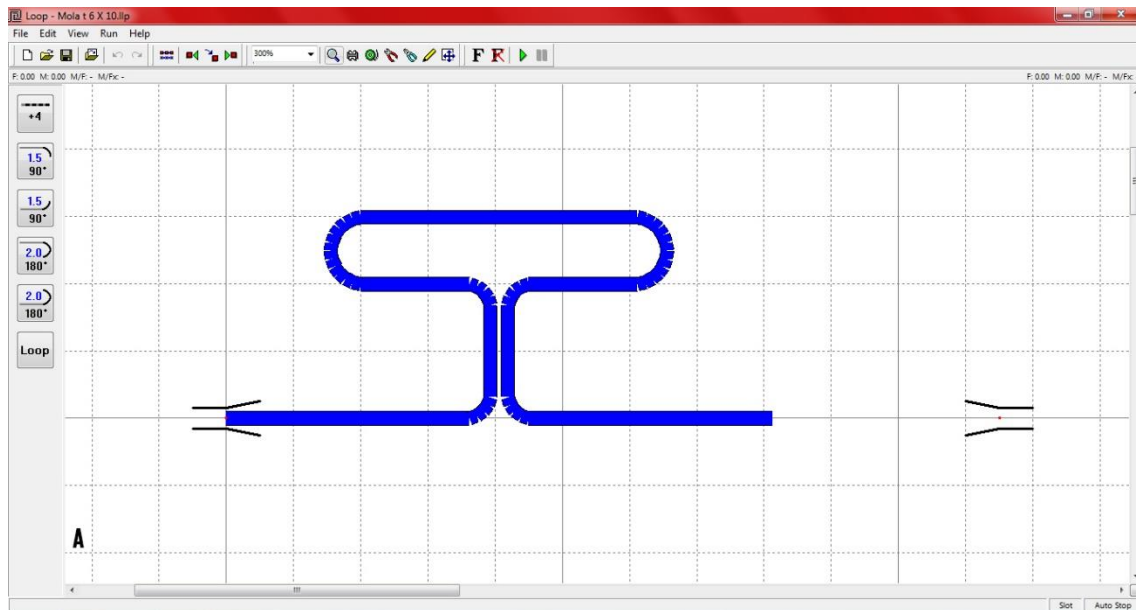 Loop - Mola t 6 X 10.llp
File Edit View Run Help
300% F R
F: 0.00 M: 0.00 M/F: - M/Fx: - F: 0.00 M: 0.00 M/F: - M/Fx:
+4
1.5
90°
1.5
90°
2.0
180°
2.0
180°
Loop
A
Slot Auto Stop